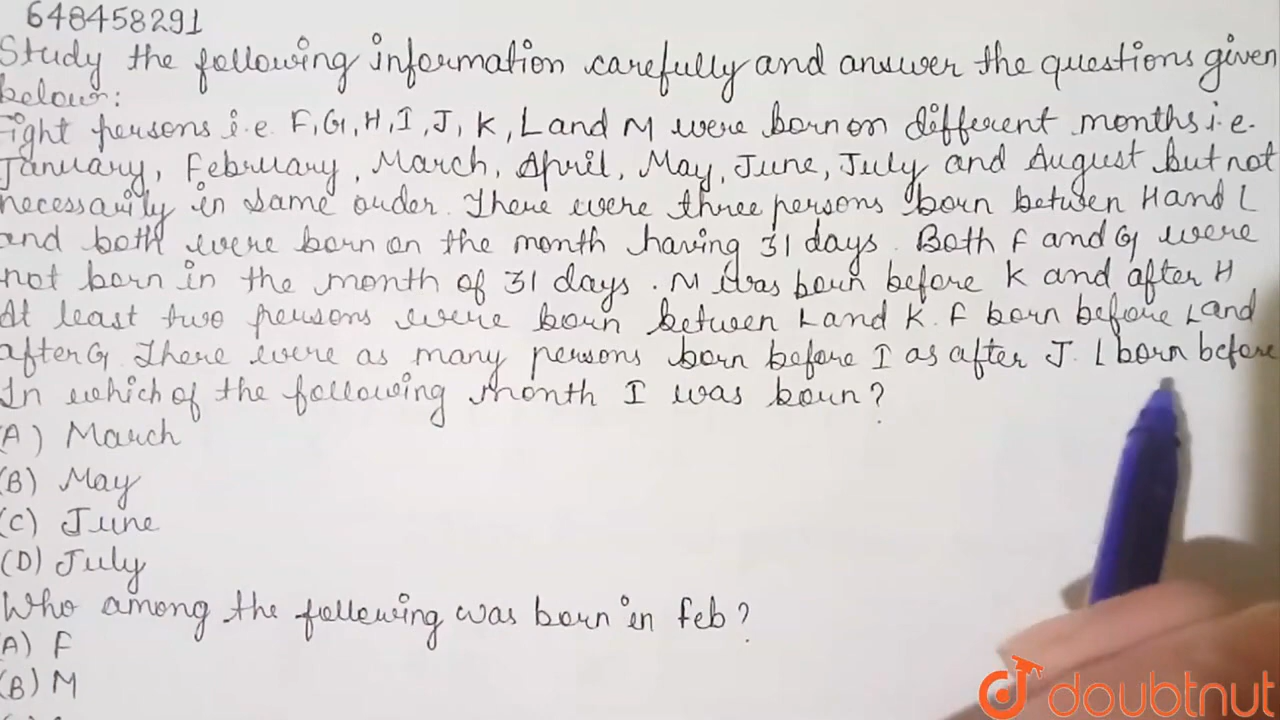 648458291
Study the following information carefully and answer the questions given
below:
Eight persons i.e F, G, H, I, J, K, L and M were born on different months i.e.
January, February, March, April, May, June, July and August but not
necessarily in same order. There were three persons born between H and L
and both were born on the month having 31 days. Both F and G were
not born in the month of 31 days. M was born before K and after H
At least two persons were born between L and K. F born before L and
after G. There were as many persons born before I as after J. L born before
In which of the following month I was born?
(A) March
(B) May
(C) June
(D) July
Who among the following was born in feb?
(A) F
(B) M
doubtnut